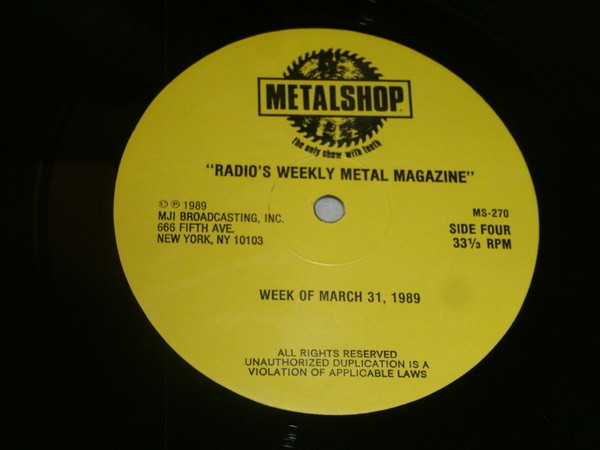 METALSHOP
The only show with teeth
"RADIO'S WEEKLY METAL MAGAZINE"
© ℗ 1989
MJI BROADCASTING, INC.
666 FIFTH AVE.
NEW YORK, NY 10103
MS-270
SIDE FOUR
33⅓ RPM
WEEK OF MARCH 31, 1989
ALL RIGHTS RESERVED
UNAUTHORIZED DUPLICATION IS A
VIOLATION OF APPLICABLE LAWS